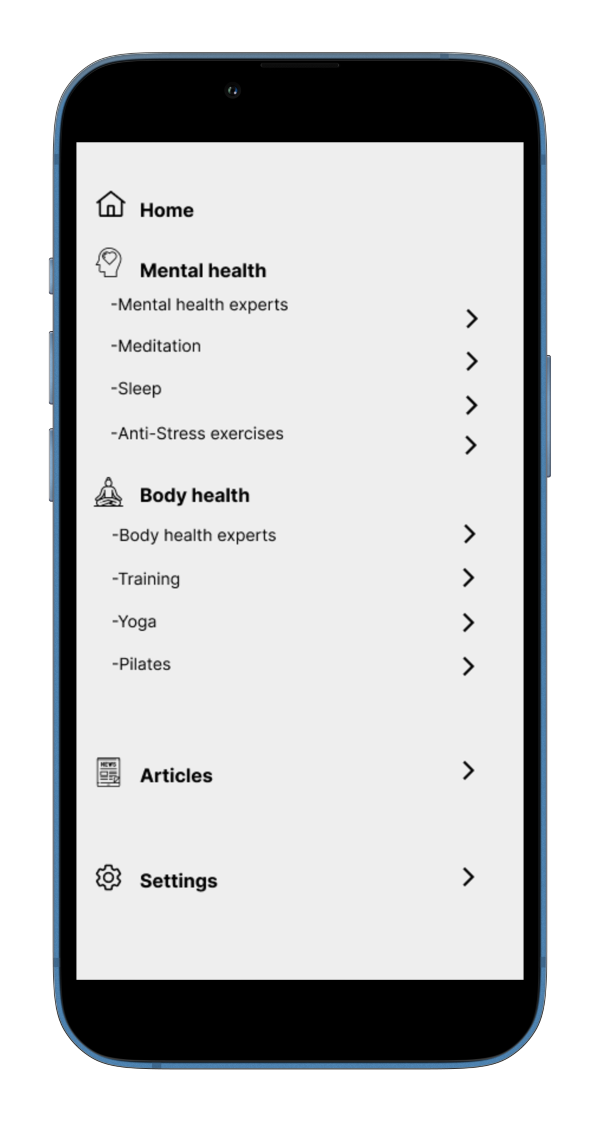 Home
Mental health
-Mental health experts
-Meditation
-Sleep
-Anti-Stress exercises
Body health
-Body health experts
-Training
-Yoga
-Pilates
NEWS
Articles
Settings